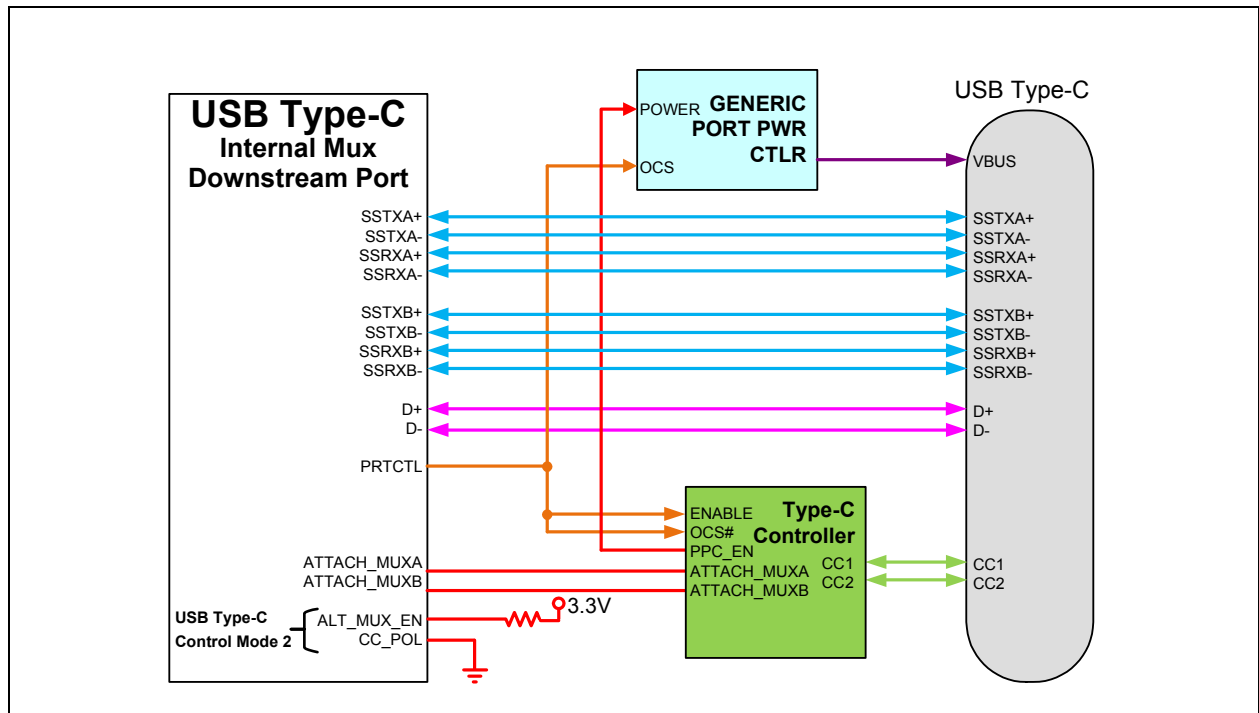 USB Type-C
Internal Mux
Downstream Port
SSTXA+
SSTXA-
SSRXA+
SSRXA-
SSTXB+
SSTXB-
SSRXB+
SSRXB-
D+
D-
PRTCTL
ATTACH_MUXA
ATTACH_MUXB
USB Type-C
Control Mode 2
ALT_MUX_EN
CC_POL
3.3V
POWER
OCS
GENERIC
PORT PWR
CTLR
ENABLE
OCS#
PPC_EN
ATTACH_MUXA
ATTACH_MUXB
Type-C
Controller
CC1
CC2
USB Type-C
VBUS
SSTXA+
SSTXA-
SSRXA+
SSRXA-
SSTXB+
SSTXB-
SSRXB+
SSRXB-
D+
D-
CC1
CC2